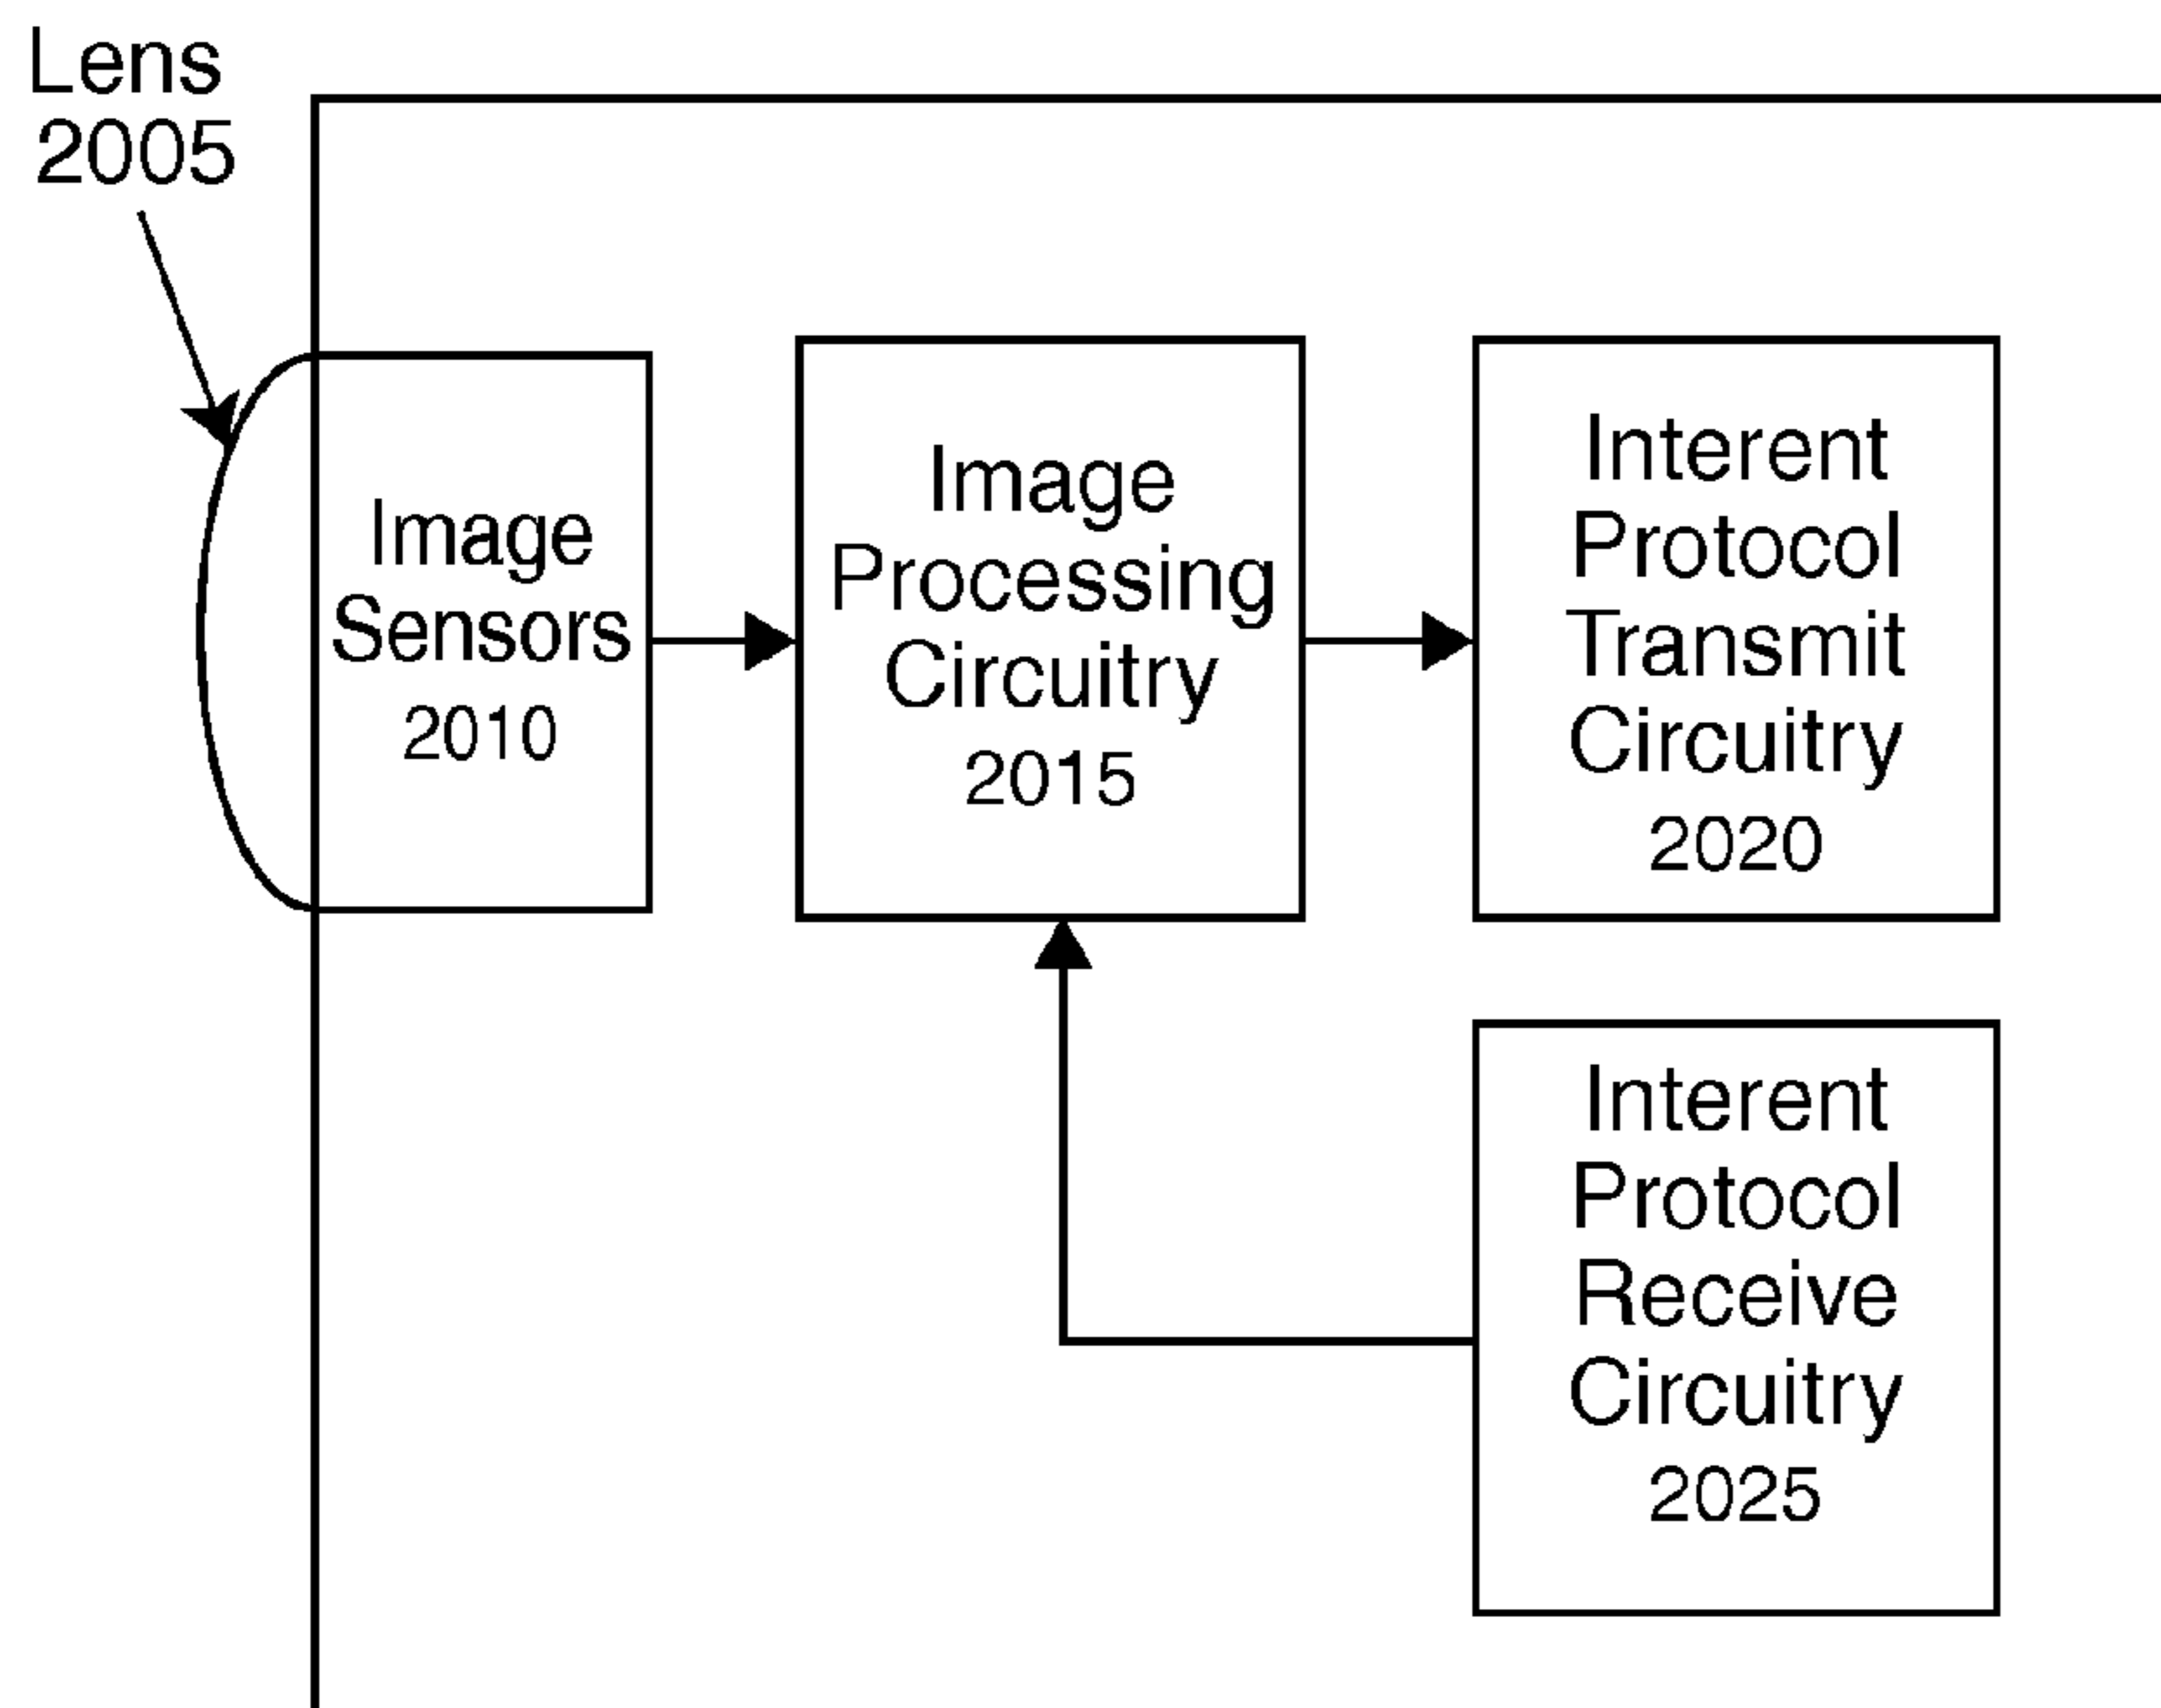 Lens
2005
Image
Sensors
2010
Image
Processing
Circuitry
2015
Interent
Protocol
Transmit
Circuitry
2020
Interent
Protocol
Receive
Circuitry
2025